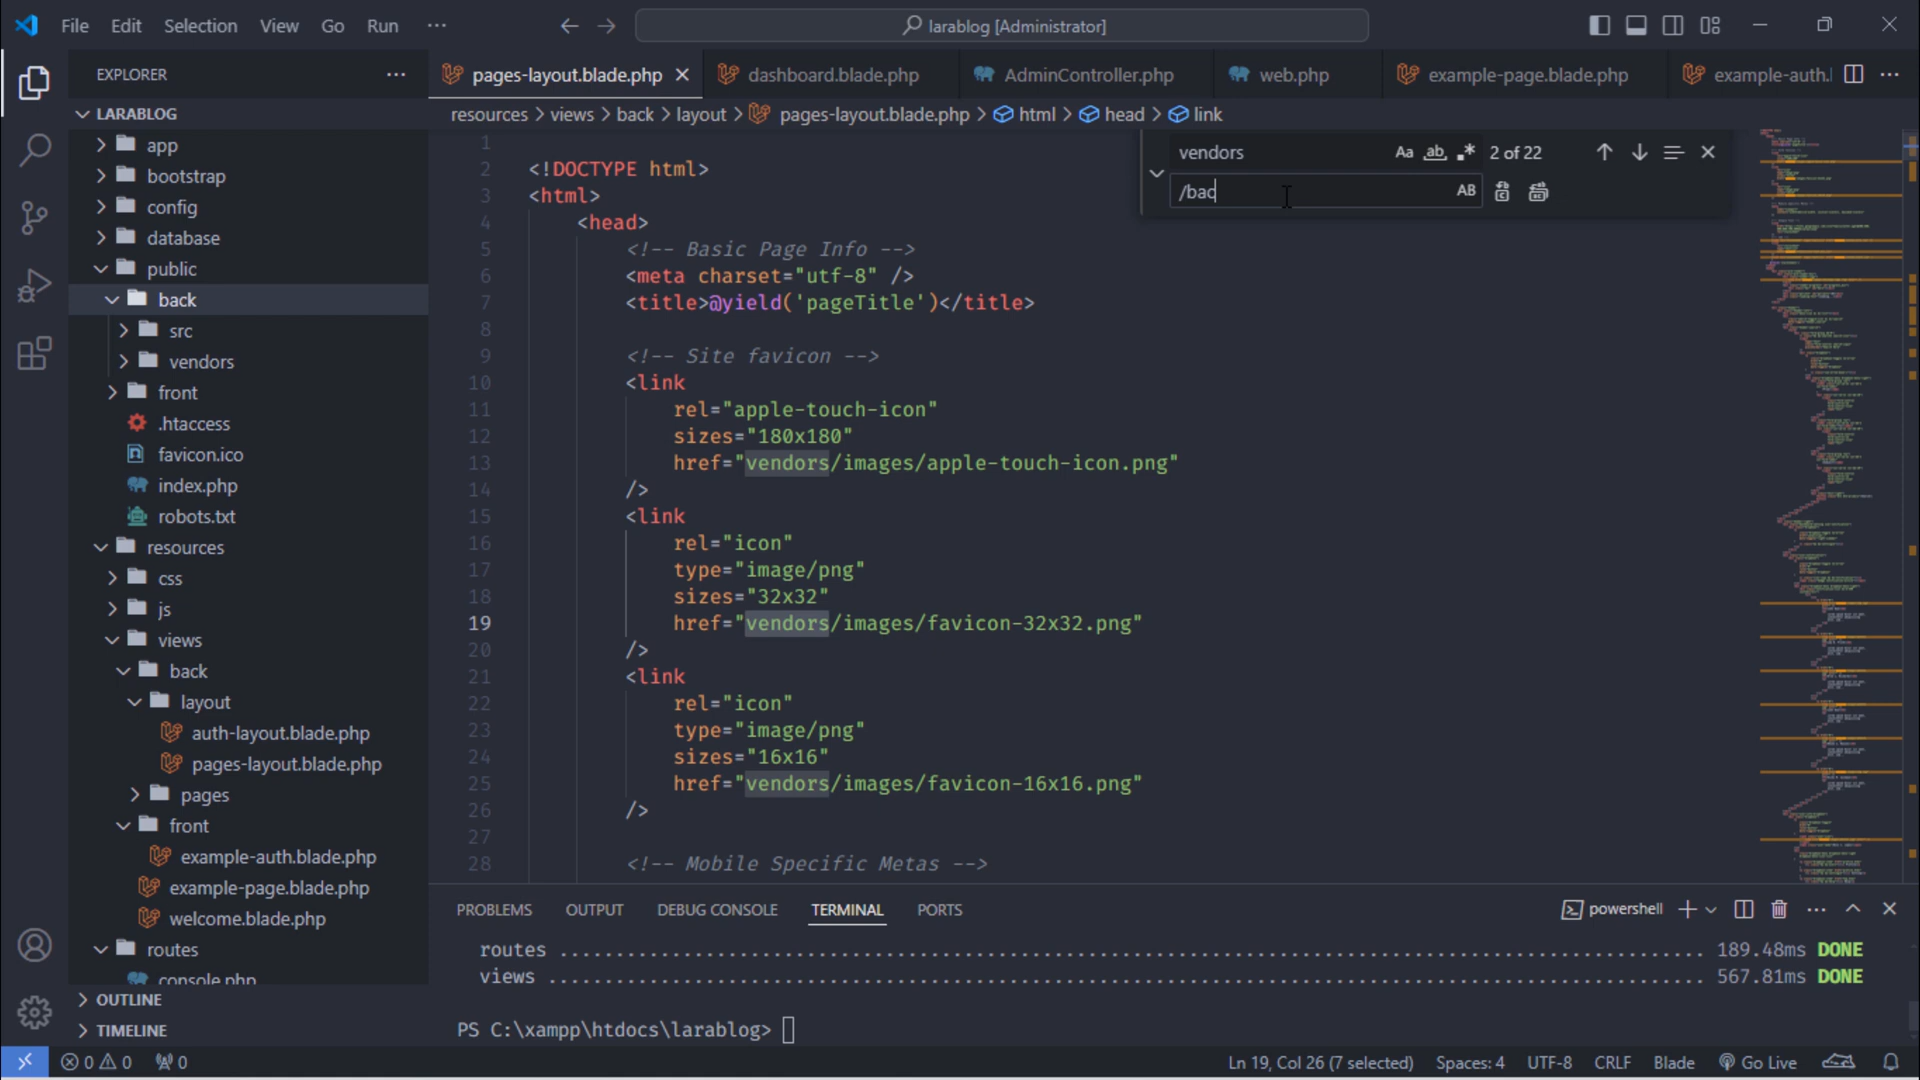 File Edit Selection View Go Run ···
larablog [Administrator]
EXPLORER
LARABLOG
app
bootstrap
config
database
public
back
src
vendors
front
.htaccess
favicon.ico
index.php
robots.txt
resources
css
js
views
back
layout
auth-layout.blade.php
pages-layout.blade.php
pages
front
example-auth.blade.php
example-page.blade.php
welcome.blade.php
routes
console.php
OUTLINE
TIMELINE
pages-layout.blade.php dashboard.blade.php AdminController.php web.php example-page.blade.php example-auth.l
resources > views > back > layout > pages-layout.blade.php > html > head > link
vendors Aa ab 2 of 22
/bac AB
1
2 <!DOCTYPE html>
3 <html>
4 <head>
5 <!-- Basic Page Info -->
6 <meta charset="utf-8" />
7 <title>@yield('pageTitle')</title>
8
9 <!-- Site favicon -->
10 <link
11 rel="apple-touch-icon"
12 sizes="180x180"
13 href="vendors/images/apple-touch-icon.png"
14 />
15 <link
16 rel="icon"
17 type="image/png"
18 sizes="32x32"
19 href="vendors/images/favicon-32x32.png"
20 />
21 <link
22 rel="icon"
23 type="image/png"
24 sizes="16x16"
25 href="vendors/images/favicon-16x16.png"
26 />
27
28 <!-- Mobile Specific Metas -->
PROBLEMS OUTPUT DEBUG CONSOLE TERMINAL PORTS
powershell
routes ........................................ 189.48ms DONE
views ........................................ 567.81ms DONE
PS C:\xampp\htdocs\larablog>
0 0 0
Ln 19, Col 26 (7 selected) Spaces: 4 UTF-8 CRLF Blade Go Live